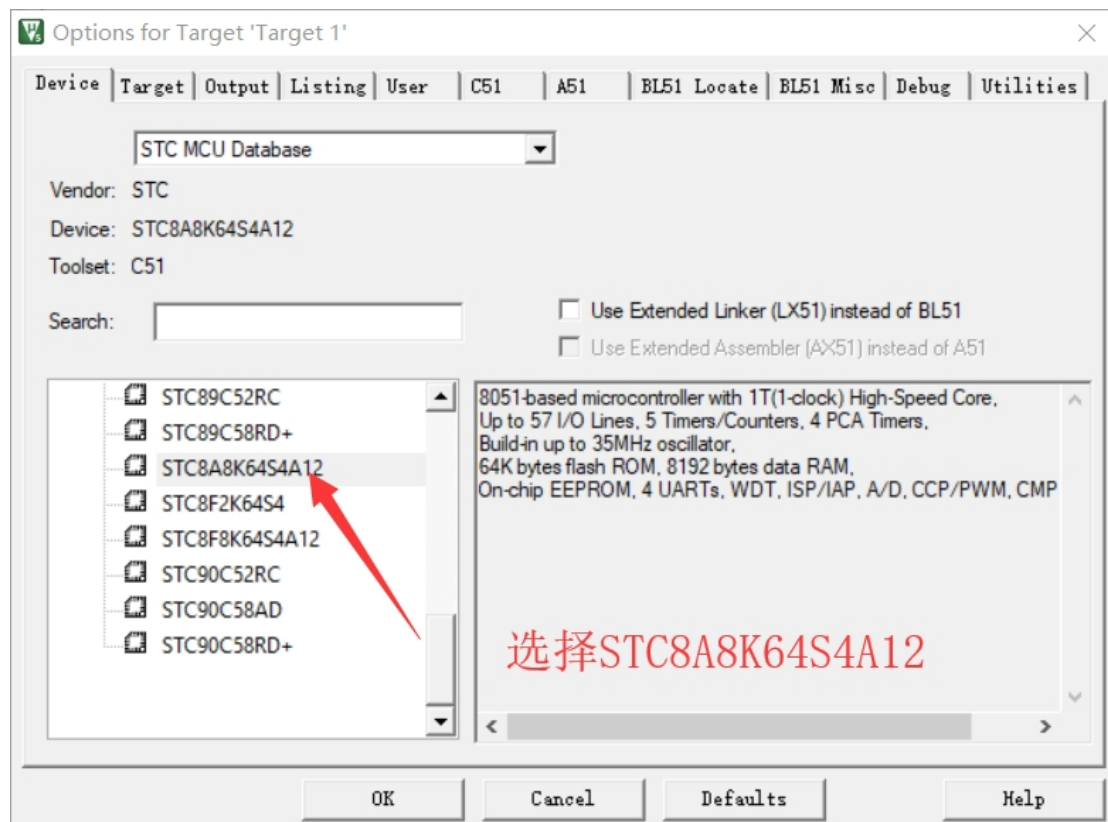 Options for Target 'Target 1'
Device Target Output Listing User C51 A51 BL51 Locate BL51 Misc Debug Utilities
STC MCU Database
Vendor: STC
Device: STC8A8K64S4A12
Toolset: C51
Search:
Use Extended Linker (LX51) instead of BL51
Use Extended Assembler (AX51) instead of A51
STC89C52RC
STC89C58RD+
STC8A8K64S4A12
STC8F2K64S4
STC8F8K64S4A12
STC90C52RC
STC90C58AD
STC90C58RD+
8051-based microcontroller with 1T(1-clock) High-Speed Core,
Up to 57 I/O Lines, 5 Timers/Counters, 4 PCA Timers,
Build-in up to 35MHz oscillator,
64K bytes flash ROM, 8192 bytes data RAM,
On-chip EEPROM, 4 UARTs, WDT, ISP/IAP, A/D, CCP/PWM, CMP
选择STC8A8K64S4A12
OK Cancel Defaults Help